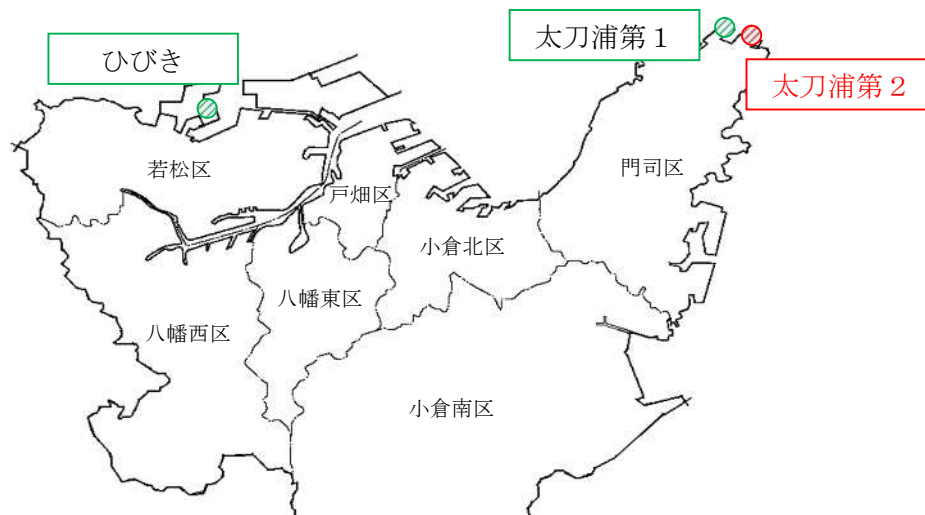 太刀浦第１
ひびき
太刀浦第２
若松区
門司区
戸畑区
小倉北区
八幡東区
八幡西区
小倉南区